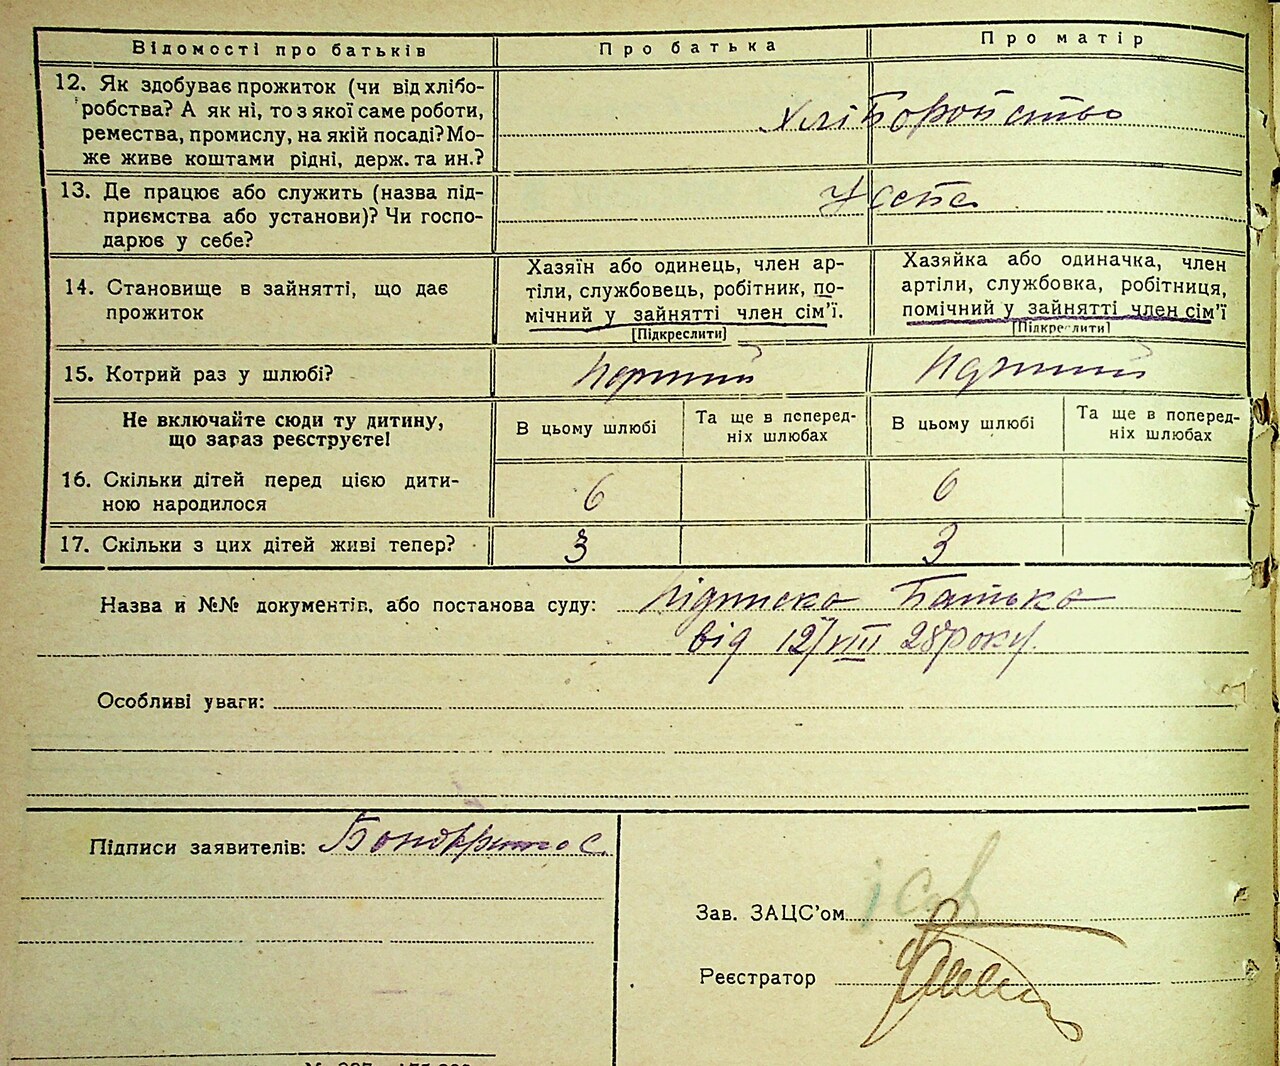 Відомості про батьків
Про батька
Про матір
12. Як здобуває прожиток (чи від хлібо-
робства? А як ні, то з якої саме роботи,
ремества, промислу, на якій посаді? Мо-
же живе коштами рідні, держ. та ин.?
Хліборобство
13. Де працює або служить (назва під-
приємства або установи)? Чи госпо-
дарює у себе?
У себе
14. Становище в зайнятті, що дає
прожиток
Хазяїн або одинець, член ар-
тіли, службовець, робітник, по-
мічний у зайнятті член сім’ї.
[Підкреслити]
Хазяйка або одиначка, член
артіли, службовка, робітниця,
помічний у зайнятті член сім’ї
[Підкреслити]
15. Котрий раз у шлюбі?
перший
перший
Не включайте сюди ту дитину,
що зараз реєструєте!
В цьому шлюбі
Та ще в поперед-
ніх шлюбах
В цьому шлюбі
Та ще в поперед-
ніх шлюбах
16. Скільки дітей перед цією дити-
ною народилося
6
6
17. Скільки з цих дітей живі тепер?
3
3
Назва и №№ документів, або постанова суду: підписка батька
від 12/VIII 28 року.
Особливі уваги:
Підписи заявителів:
Зав. ЗАЦС’ом
Реєстратор